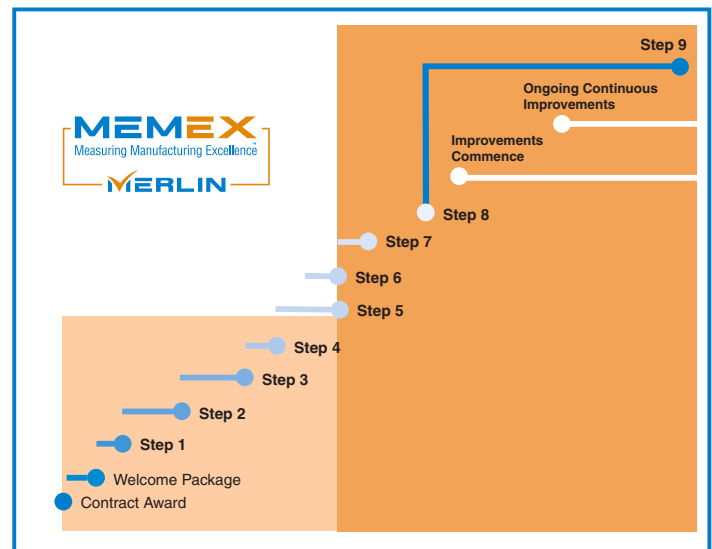 Step 9
Ongoing Continuous
Improvements
MEMEX
Measuring Manufacturing Excellence™
MERLIN
Improvements
Commence
Step 8
Step 7
Step 6
Step 5
Step 4
Step 3
Step 2
Step 1
Welcome Package
Contract Award